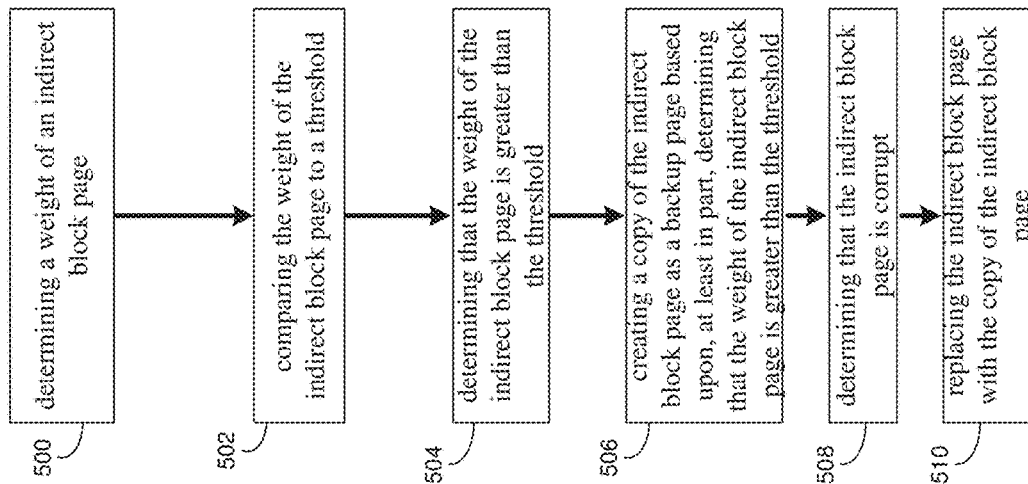 500
determining a weight of an indirect
block page
502
comparing the weight of the
indirect block page to a threshold
504
determining that the weight of the
indirect block page is greater than
the threshold
506
creating a copy of the indirect
block page as a backup page based
upon, at least in part, determining
that the weight of the indirect block
page is greater than the threshold
508
determining that the indirect block
page is corrupt
510
replacing the indirect block page
with the copy of the indirect block
page